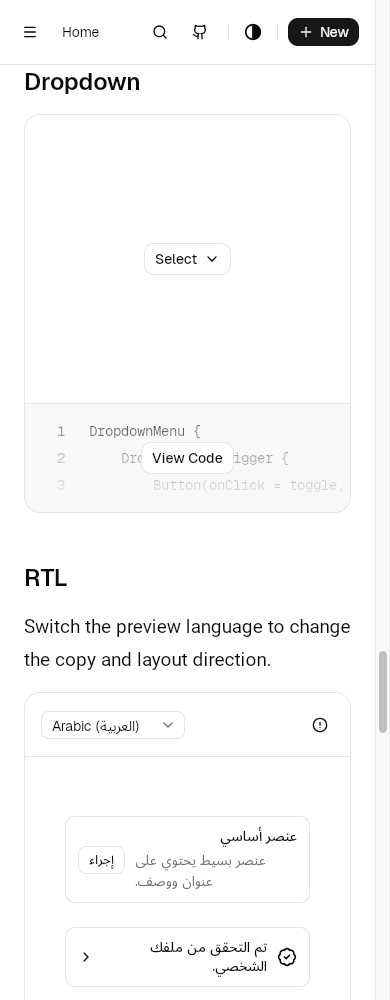 Home
New
Dropdown
Select
1 DropdownMenu {
2 igger {
View Code
3 Button(onClick = toggle,
RTL
Switch the preview language to change
the copy and layout direction.
Arabic (العربية)
عنصر أساسي
عنصر بسيط يحتوي على
عنوان ووصف.
إجراء
تم التحقق من ملفك
الشخصي.